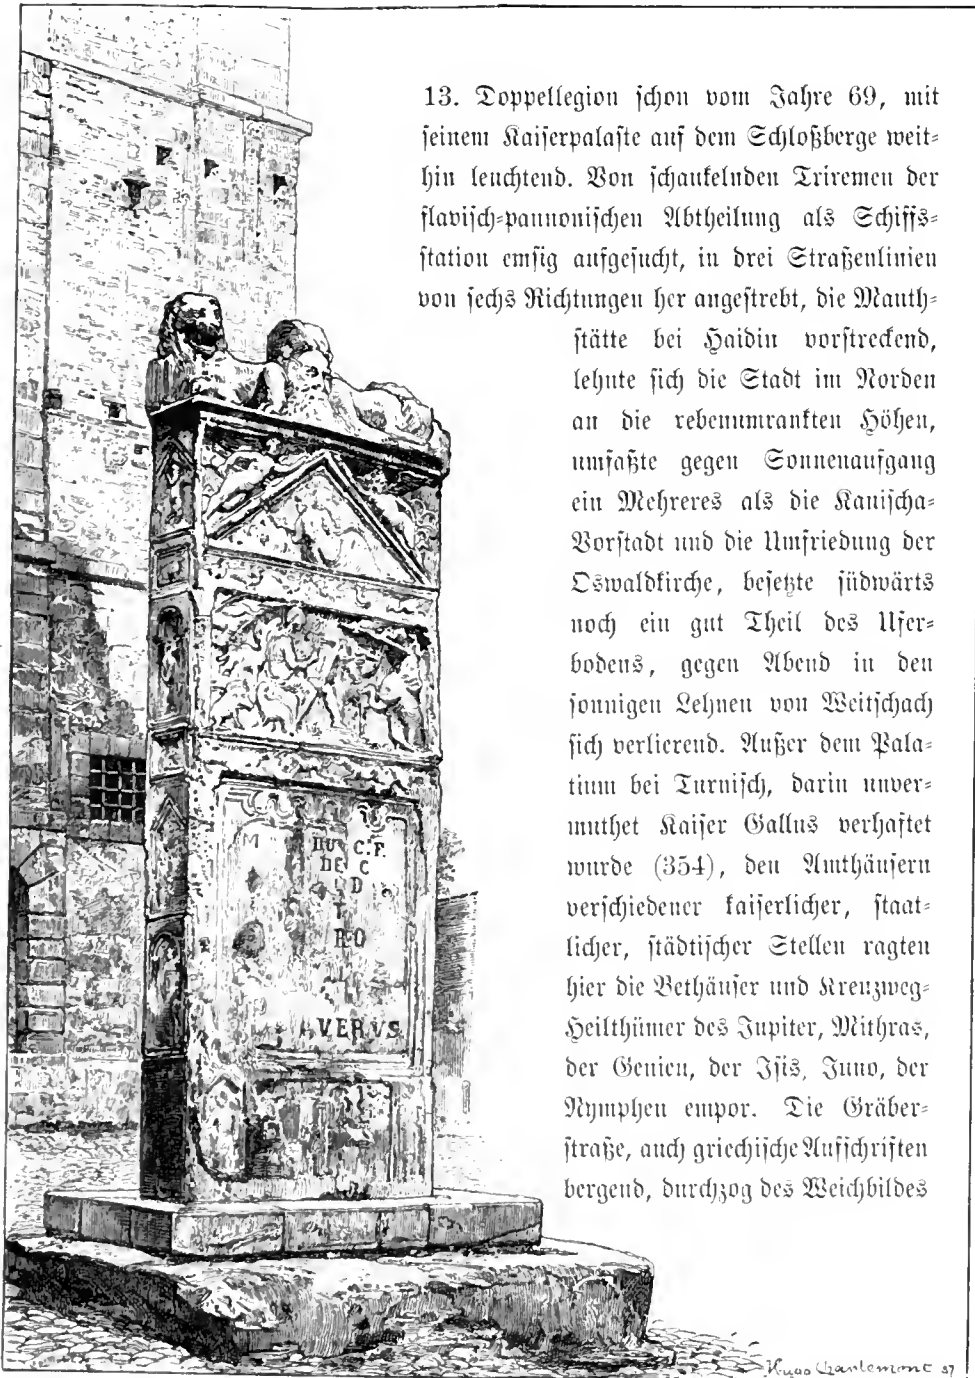 13. Doppellegion schon vom Jahre 69, mit
seinem Kaiserpalaste auf dem Schloßberge weit-
hin leuchtend. Von schaukelnden Triremen der
slavisch-pannonischen Abtheilung als Schiffs-
station emsig aufgesucht, in drei Straßenlinien
von sechs Richtungen her angestrebt, die Mauth-
stätte bei Haidin vorstreckend,
lehnte sich die Stadt im Norden
an die rebenumrankten Höhen,
umfaßte gegen Sonnenaufgang
ein Mehreres als die Kanischa-
Vorstadt und die Umfriedung der
Oswaldkirche, besetzte südwärts
noch ein gut Theil des Ufer-
bodens, gegen Abend in den
sonnigen Lehnen von Weitschach
sich verlierend. Außer dem Pala-
tium bei Turnisch, darin unver-
muthet Kaiser Gallus verhaftet
wurde (354), den Amthäusern
verschiedener kaiserlicher, staat-
licher, städtischer Stellen ragten
hier die Bethäuser und Kreuzweg-
Heilthümer des Jupiter, Mithras,
der Genien, der Isis, Juno, der
Nymphen empor. Die Gräber-
straße, auch griechische Aufschriften
bergend, durchzog des Weichbildes
M C. F.
DE C
D
T
RO
VERVS
Hugo Charlemont 87